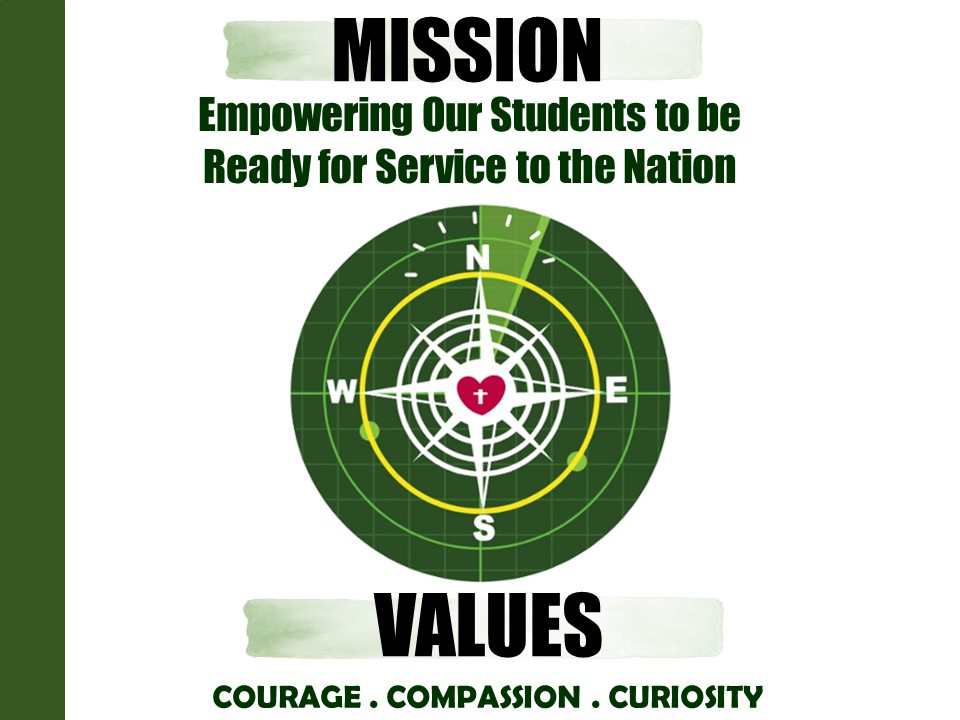 MISSION
Empowering Our Students to be
Ready for Service to the Nation
N
W E
S
VALUES
COURAGE . COMPASSION . CURIOSITY